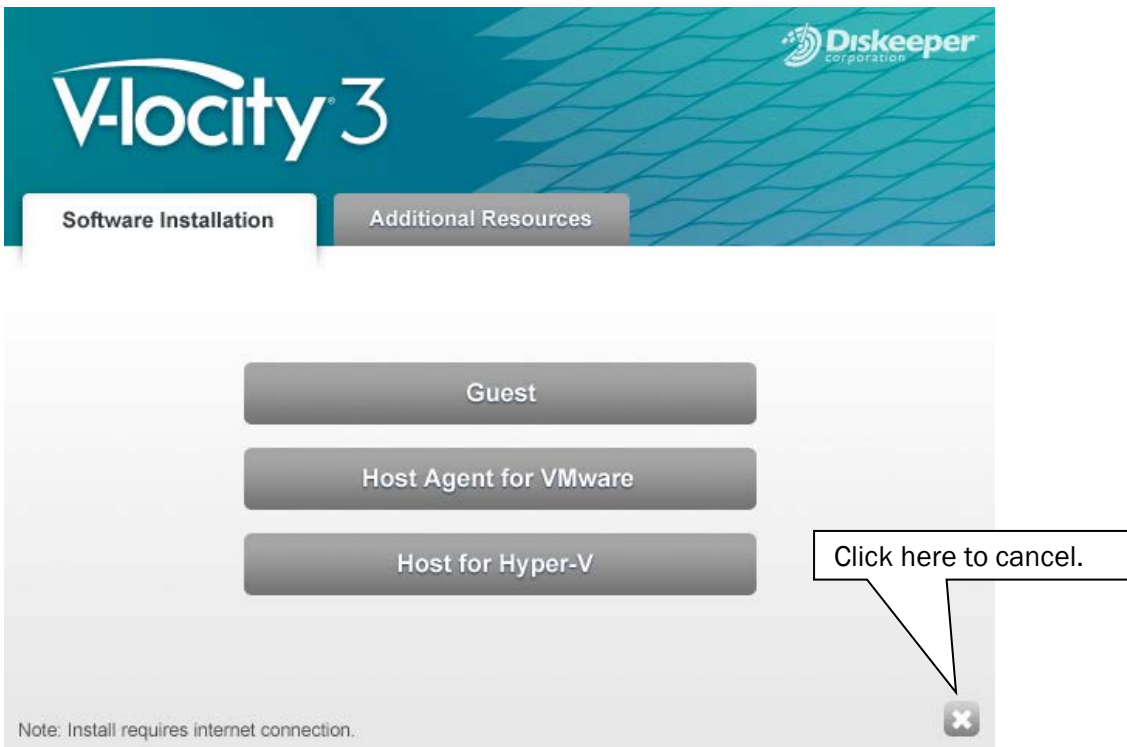 Diskeeper
corporation
V-locity® 3
Software Installation
Additional Resources
Guest
Host Agent for VMware
Host for Hyper-V
Click here to cancel.
Note: Install requires internet connection.